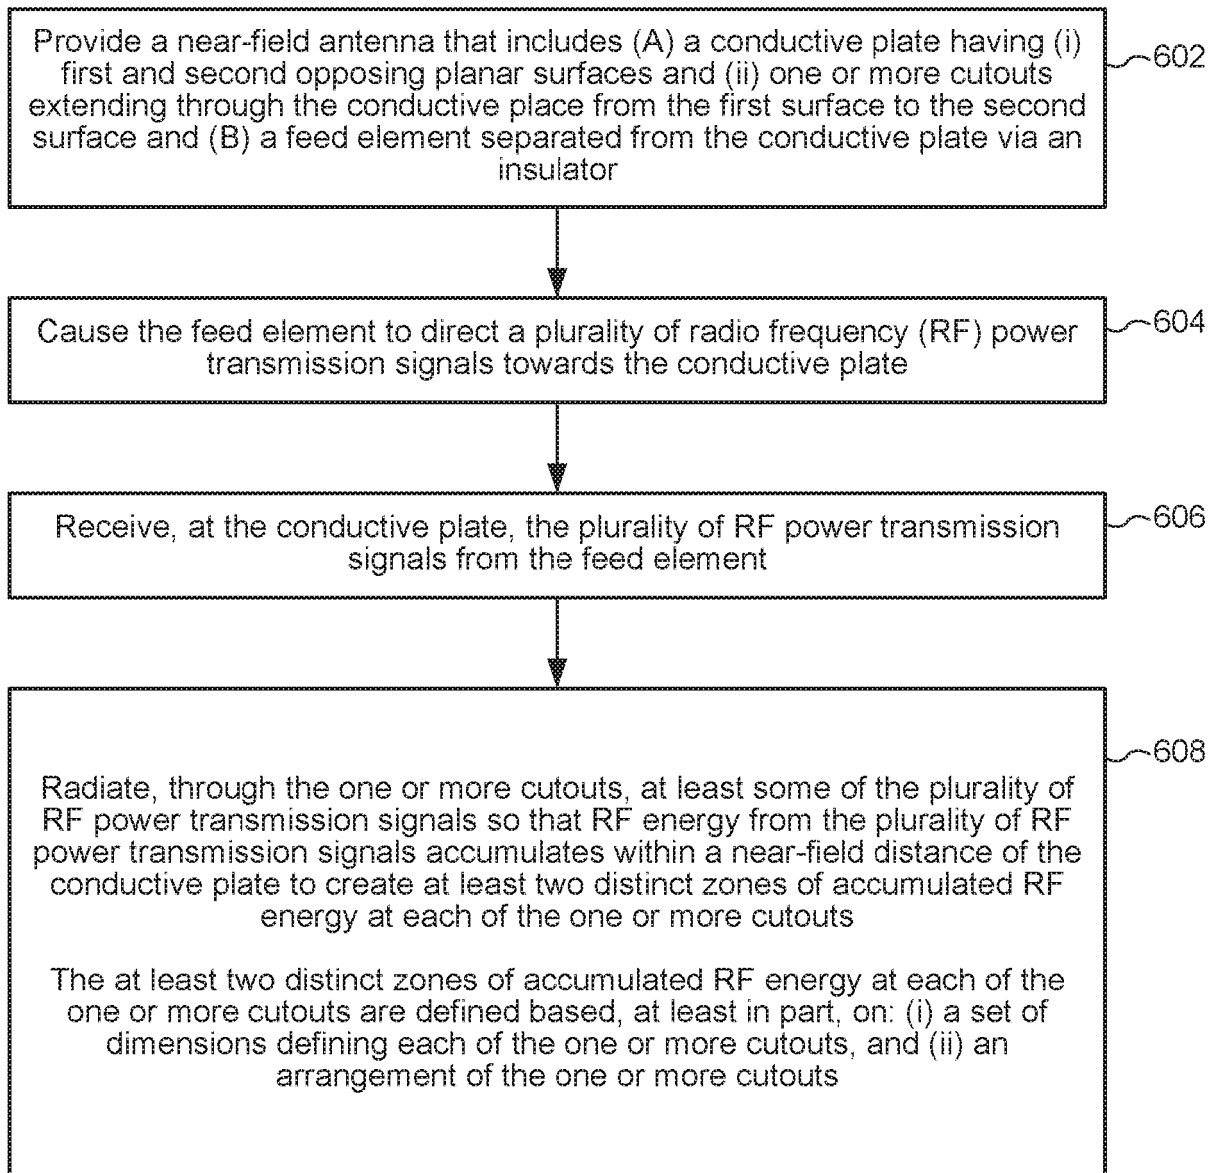 Provide a near-field antenna that includes (A) a conductive plate having (i)
first and second opposing planar surfaces and (ii) one or more cutouts
extending through the conductive place from the first surface to the second
surface and (B) a feed element separated from the conductive plate via an
insulator
602
Cause the feed element to direct a plurality of radio frequency (RF) power
transmission signals towards the conductive plate
604
Receive, at the conductive plate, the plurality of RF power transmission
signals from the feed element
606
Radiate, through the one or more cutouts, at least some of the plurality of
RF power transmission signals so that RF energy from the plurality of RF
power transmission signals accumulates within a near-field distance of the
conductive plate to create at least two distinct zones of accumulated RF
energy at each of the one or more cutouts
The at least two distinct zones of accumulated RF energy at each of the
one or more cutouts are defined based, at least in part, on: (i) a set of
dimensions defining each of the one or more cutouts, and (ii) an
arrangement of the one or more cutouts
608